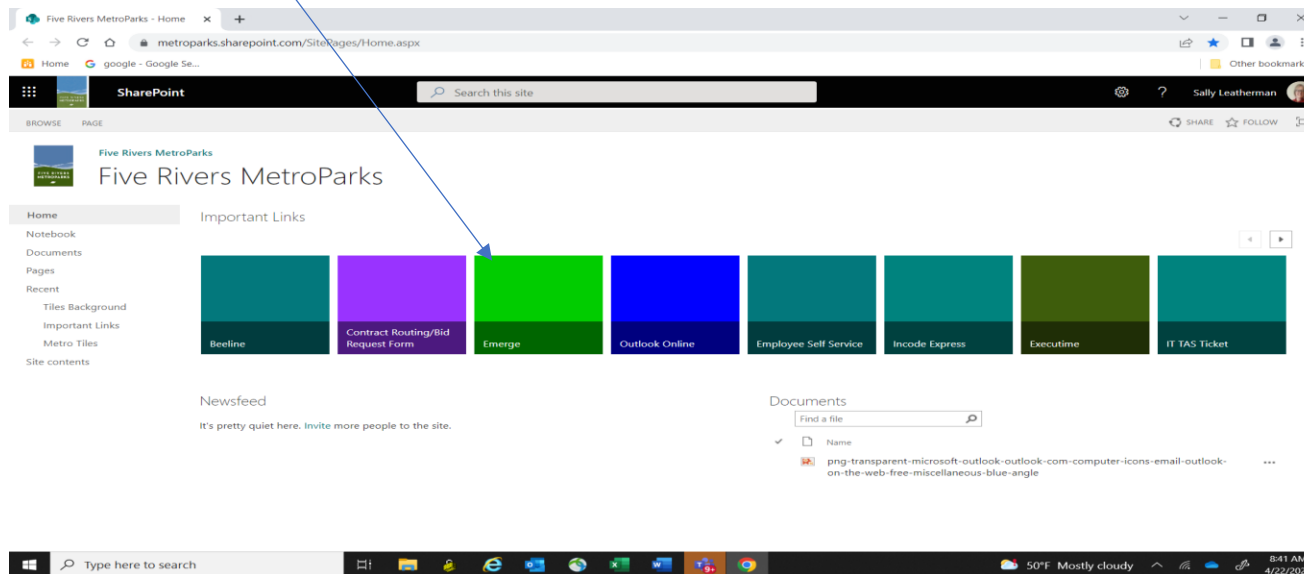 Five Rivers MetroParks - Home
metroparks.sharepoint.com/SitePages/Home.aspx
Home google - Google Se...
Other bookmark
SharePoint
Search this site
Sally Leatherman
BROWSE PAGE
SHARE FOLLOW
Five Rivers MetroParks
Five Rivers MetroParks
Home
Notebook
Documents
Pages
Recent
Tiles Background
Important Links
Metro Tiles
Site contents
Important Links
Beeline
Contract Routing/Bid
Request Form
Emerge
Outlook Online
Employee Self Service
Incode Express
Executime
IT TAS Ticket
Newsfeed
It's pretty quiet here. Invite more people to the site.
Documents
Find a file
Name
png-transparent-microsoft-outlook-outlook-com-computer-icons-email-outlook-
on-the-web-free-miscellaneous-blue-angle
Type here to search
50°F Mostly cloudy
8:41 AM
4/22/202